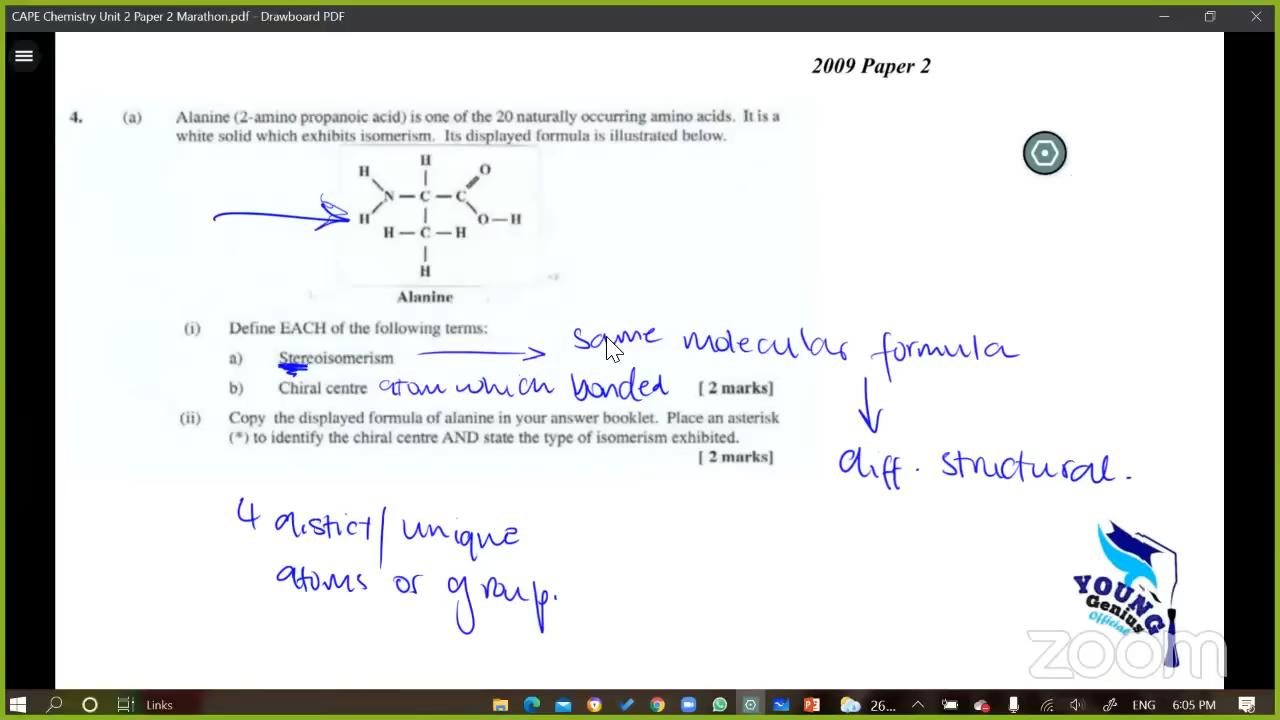 CAPE Chemistry Unit 2 Paper 2 Marathon.pdf - Drawboard PDF
2009 Paper 2
4. (a) Alanine (2-amino propanoic acid) is one of the 20 naturally occurring amino acids. It is a
white solid which exhibits isomerism. Its displayed formula is illustrated below.
H H O
N — C — C
H O — H
H — C — H
H
Alanine
(i) Define EACH of the following terms:
same molecular formula
a) Stereoisomerism
b) Chiral centre atom which bonded [ 2 marks]
(ii) Copy the displayed formula of alanine in your answer booklet. Place an asterisk
(*) to identify the chiral centre AND state the type of isomerism exhibited.
[ 2 marks]
diff. structural.
4 distict/unique
atoms or group.
YOUNG
Genius
Official
zoom
Links
26...
ENG
6:05 PM